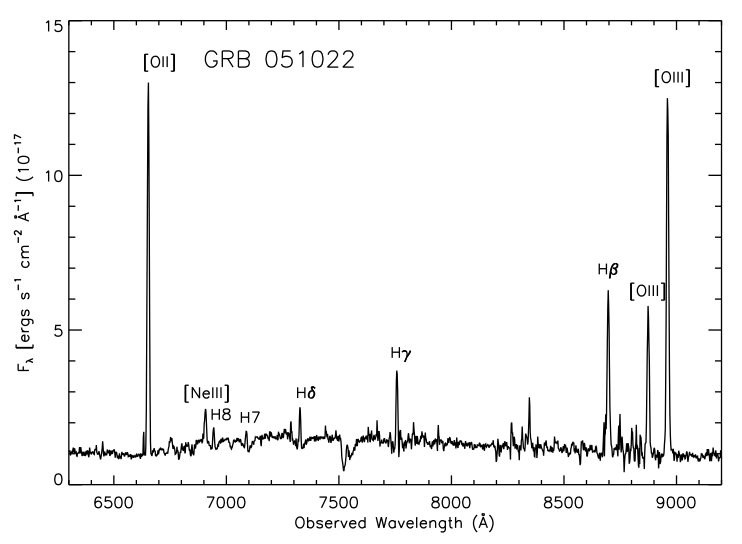 15
[OII] GRB 051022
[OIII]
10
F_λ [ergs s⁻¹ cm⁻² Å⁻¹] (10⁻¹⁷
Hβ
[OIII]
5
Hγ
[NeIII]
Hδ
H8
H7
0
6500 7000 7500 8000 8500 9000
Observed Wavelength (Å)